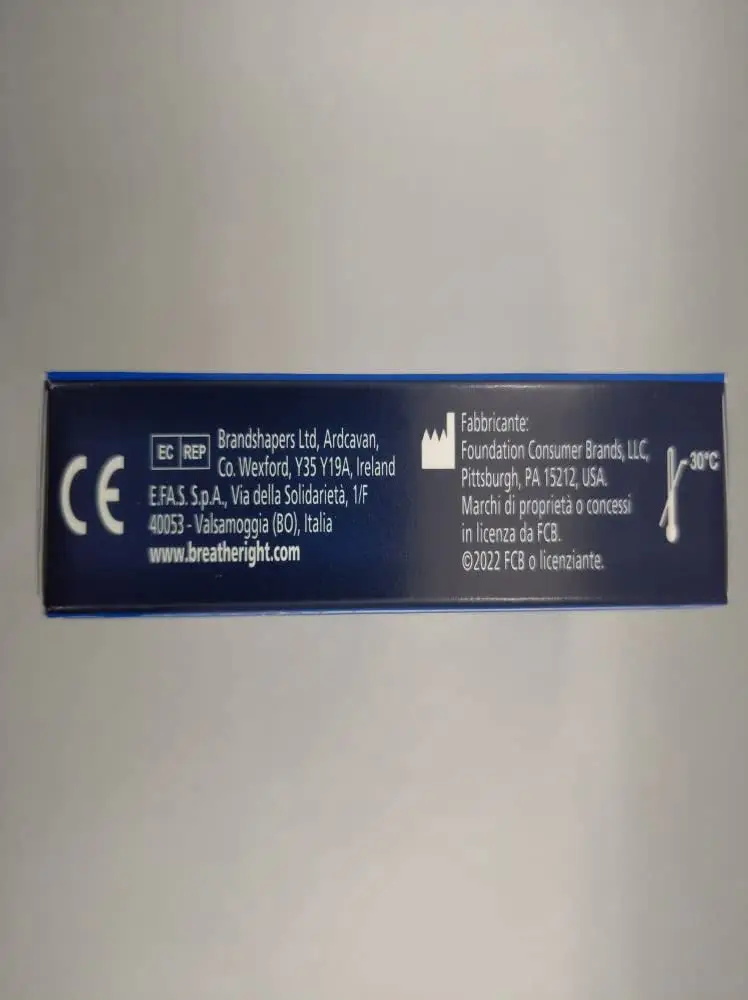 CE
EC REP
Brandshapers Ltd, Ardcavan,
Co. Wexford, Y35 Y19A, Ireland
E.F.A.S. S.p.A., Via della Solidarietà, 1/F
40053 - Valsamoggia (BO), Italia
www.breatheright.com
Fabbricante:
Foundation Consumer Brands, LLC,
Pittsburgh, PA 15212, USA.
Marchi di proprietà o concessi
in licenza da FCB.
©2022 FCB o licenziante.
30°C